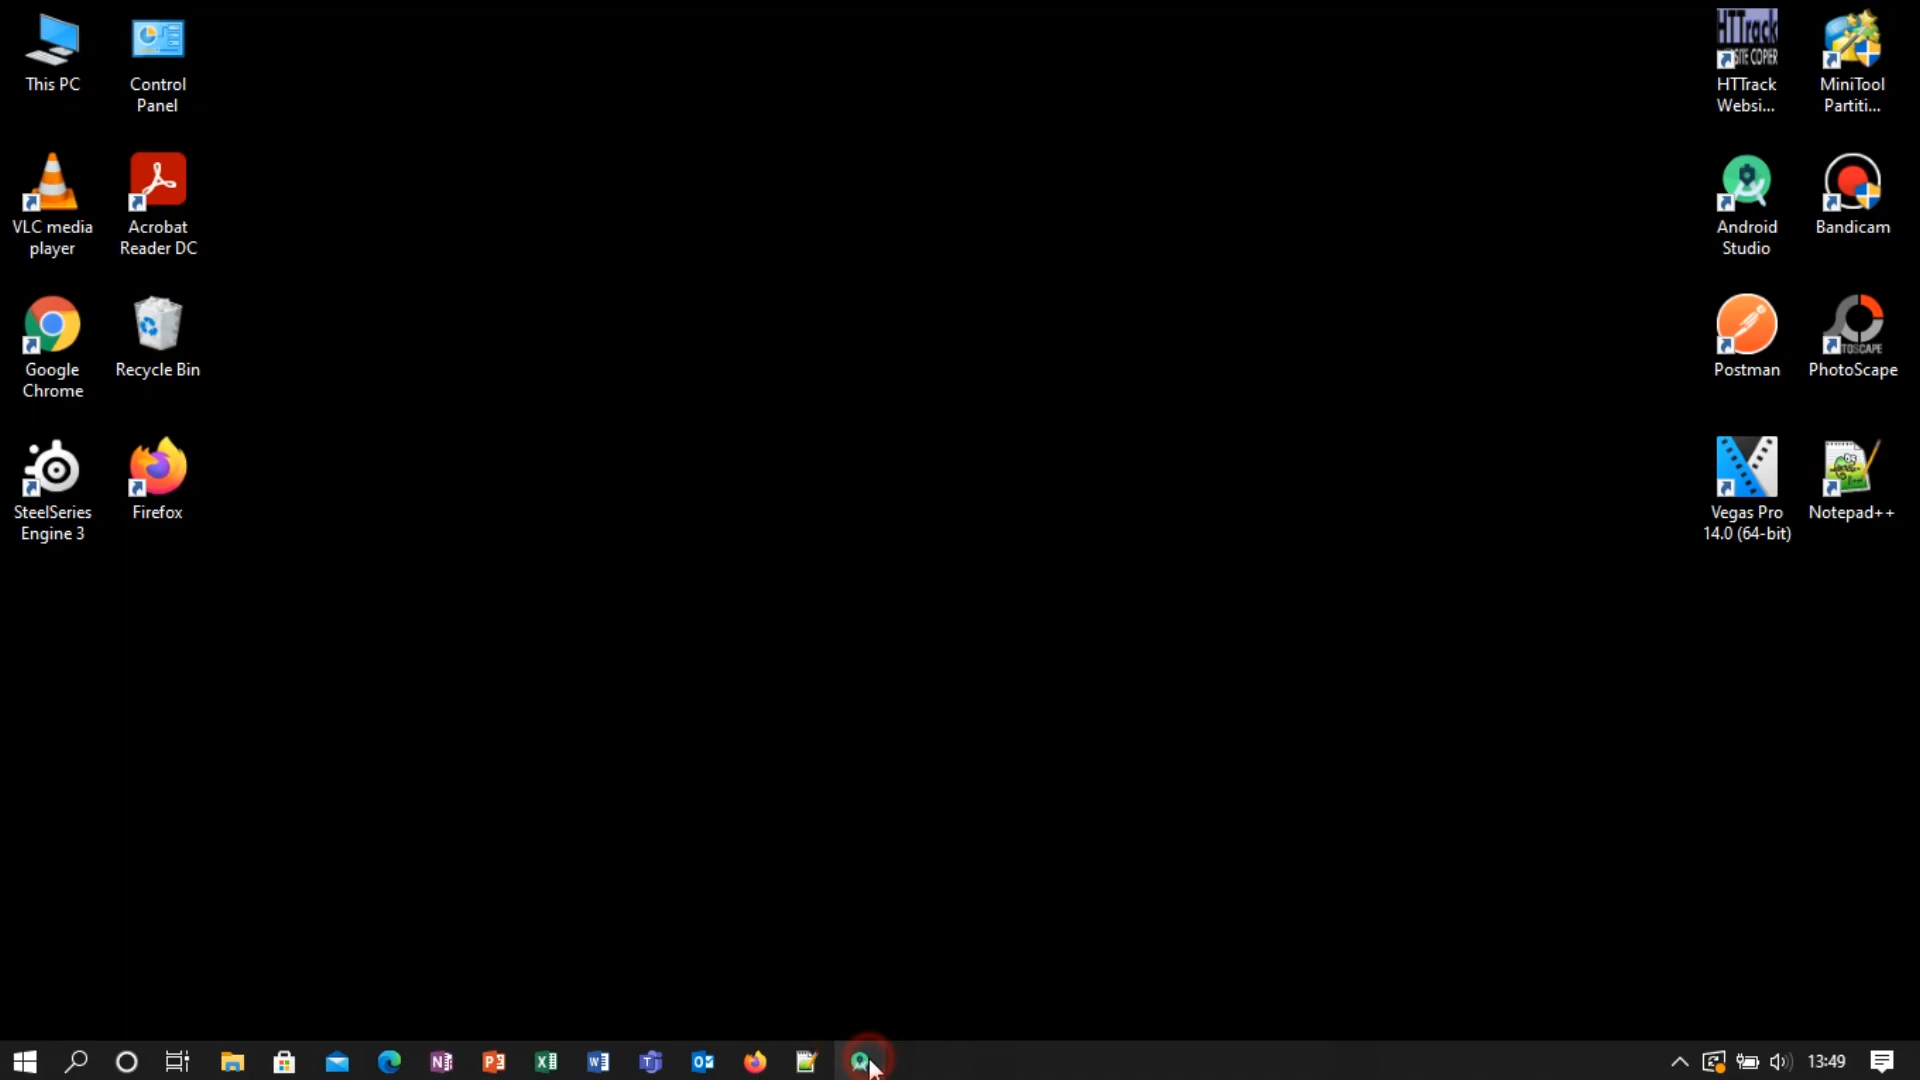 This PC
Control
Panel
HTTrack
Websi...
MiniTool
Partiti...
VLC media
player
Acrobat
Reader DC
Android
Studio
Bandicam
Google
Chrome
Recycle Bin
Postman
PhotoScape
SteelSeries
Engine 3
Firefox
Vegas Pro
14.0 (64-bit)
Notepad++
13:49